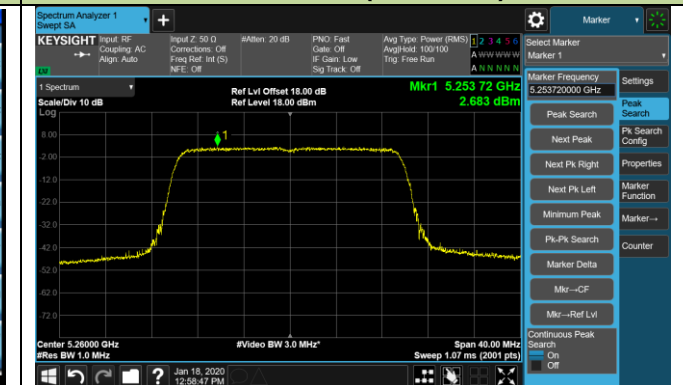 Spectrum Analyzer 1
Swept SA
Marker
KEYSIGHT
Input: RF
Coupling: AC
Align: Auto
Input Z: 50 Ω
Corrections: Off
Freq Ref: Int (S)
NFE: Off
#Atten: 20 dB
PNO: Fast
Gate: Off
IF Gain: Low
Sig Track: Off
Avg Type: Power (RMS)
Avg|Hold: 100/100
Trig: Free Run
1 2 3 4 5 6
A W W W W W
A N N N N N
Select Marker
Marker 1
1 Spectrum
Scale/Div 10 dB
Log
Ref Lvl Offset 18.00 dB
Ref Level 18.00 dBm
Mkr1 5.253 72 GHz
2.683 dBm
1
8.00
-2.00
-12.0
-22.0
-32.0
-42.0
-52.0
-62.0
-72.0
Center 5.26000 GHz
#Res BW 1.0 MHz
#Video BW 3.0 MHz*
Span 40.00 MHz
Sweep 1.07 ms (2001 pts)
Marker Frequency
5.253720000 GHz
Peak Search
Next Peak
Next Pk Right
Next Pk Left
Minimum Peak
Pk-Pk Search
Marker Delta
Mkr→CF
Mkr→Ref Lvl
Continuous Peak
Search
On
Off
Settings
Peak
Search
Pk Search
Config
Properties
Marker
Function
Marker→
Counter
?
Jan 18, 2020
12:58:47 PM